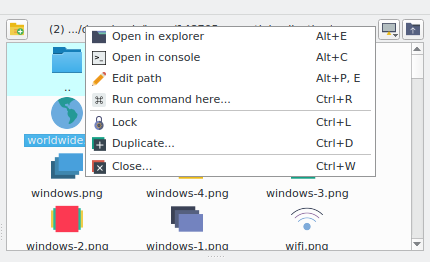 (2)
Open in explorer Alt+E
Open in console Alt+C
Edit path Alt+P, E
Run command here... Ctrl+R
Lock Ctrl+L
Duplicate... Ctrl+D
Close... Ctrl+W
..
worldwide
windows.png windows-4.png windows-3.png
windows-2.png windows-1.png wifi.png